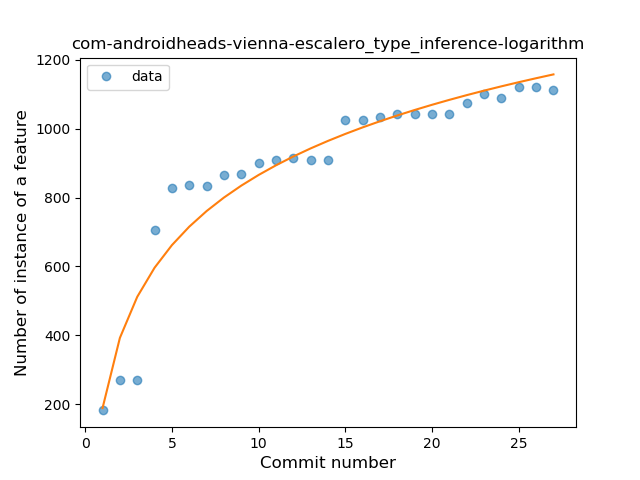 com-androidheads-vienna-escalero_type_inference-logarithm
data
Number of instance of a feature
1200
1000
800
600
400
200
0 5 10 15 20 25
Commit number